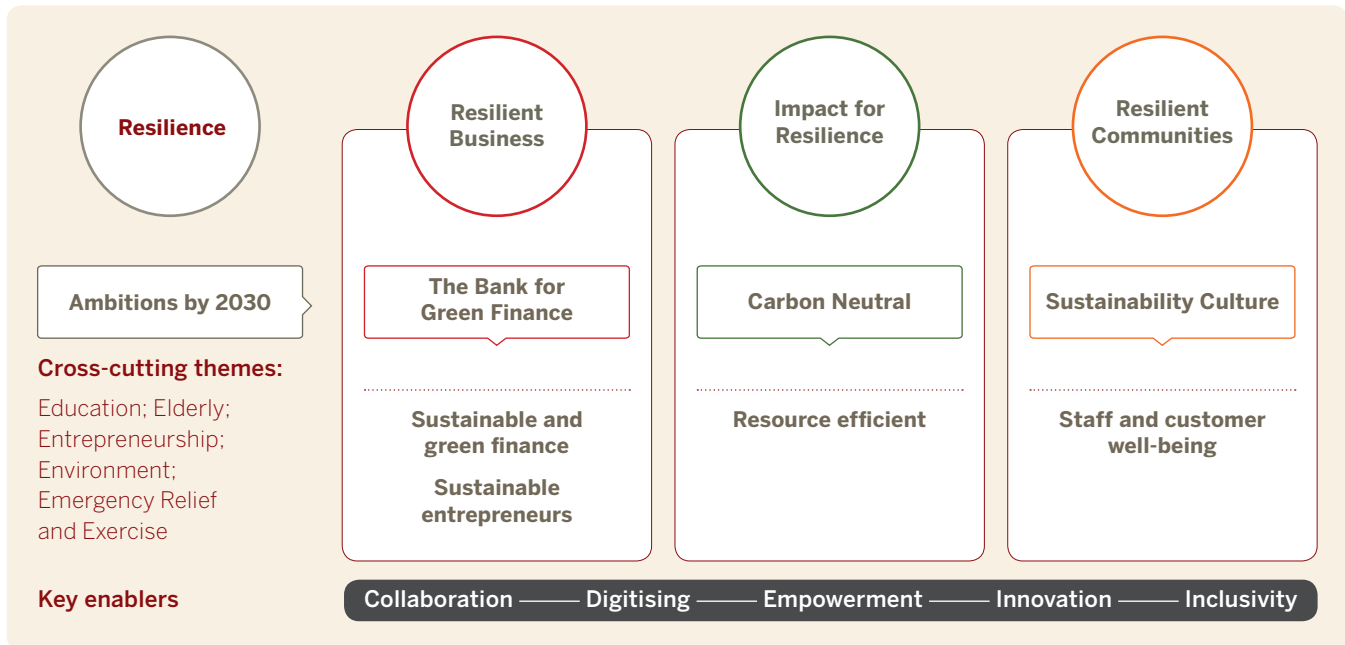 Resilience
Resilient
Business
Impact for
Resilience
Resilient
Communities
Ambitions by 2030
The Bank for
Green Finance
Carbon Neutral
Sustainability Culture
Cross-cutting themes:
Education; Elderly;
Entrepreneurship;
Environment;
Emergency Relief
and Exercise
Sustainable and
green finance
Sustainable
entrepreneurs
Resource efficient
Staff and customer
well-being
Key enablers
Collaboration Digitising Empowerment Innovation Inclusivity